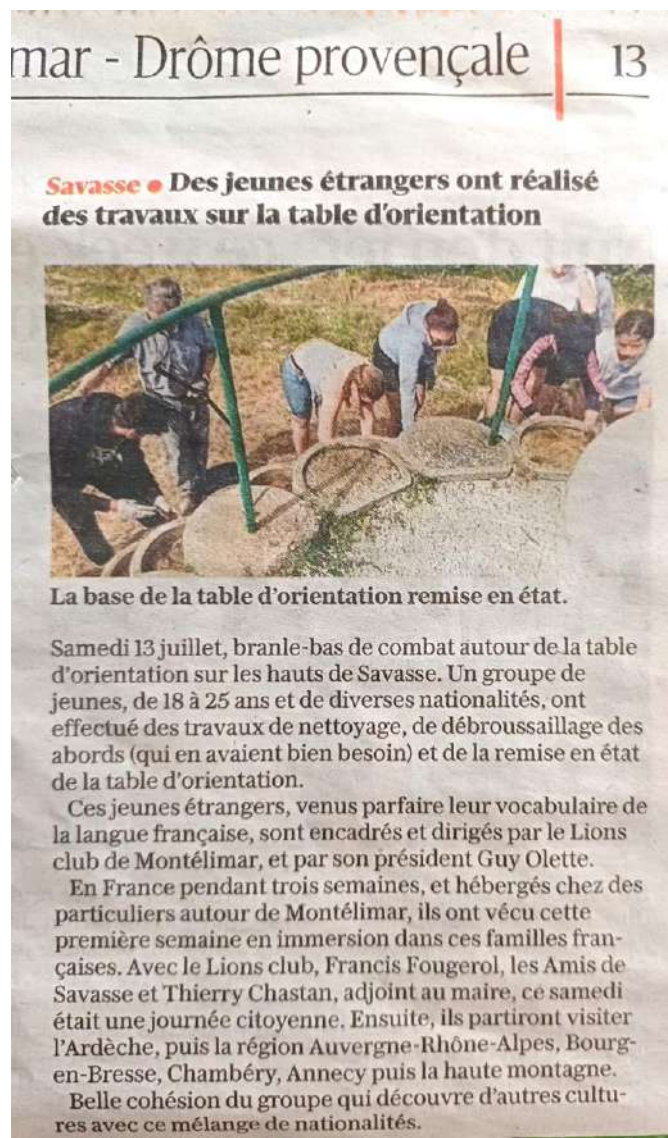 mar - Drôme provençale 13
Savasse ● Des jeunes étrangers ont réalisé
des travaux sur la table d'orientation
La base de la table d'orientation remise en état.
Samedi 13 juillet, branle-bas de combat autour de la table
d'orientation sur les hauts de Savasse. Un groupe de
jeunes, de 18 à 25 ans et de diverses nationalités, ont
effectué des travaux de nettoyage, de débroussaillage des
abords (qui en avaient bien besoin) et de la remise en état
de la table d'orientation.
Ces jeunes étrangers, venus parfaire leur vocabulaire de
la langue française, sont encadrés et dirigés par le Lions
club de Montélimar, et par son président Guy Olette.
En France pendant trois semaines, et hébergés chez des
particuliers autour de Montélimar, ils ont vécu cette
première semaine en immersion dans ces familles fran-
çaises. Avec le Lions club, Francis Fougerol, les Amis de
Savasse et Thierry Chastan, adjoint au maire, ce samedi
était une journée citoyenne. Ensuite, ils partiront visiter
l'Ardèche, puis la région Auvergne-Rhône-Alpes, Bourg-
en-Bresse, Chambéry, Annecy puis la haute montagne.
Belle cohésion du groupe qui découvre d'autres cultu-
res avec ce mélange de nationalités.